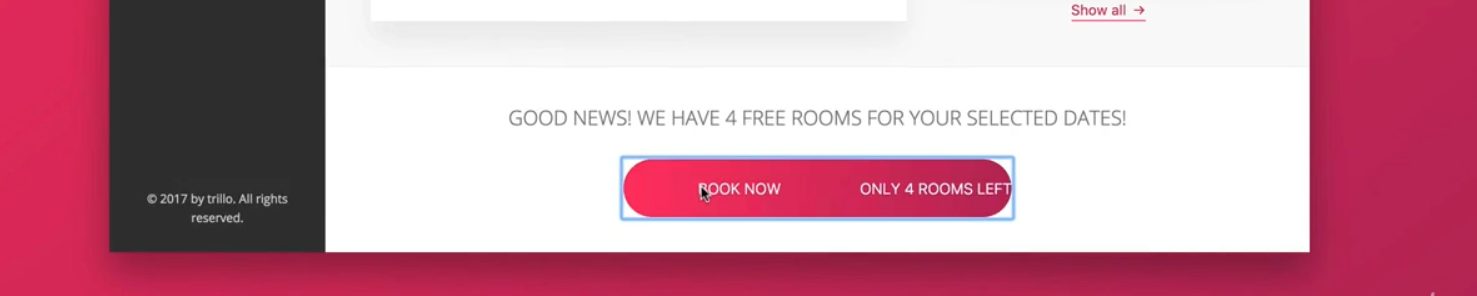 Show all →
GOOD NEWS! WE HAVE 4 FREE ROOMS FOR YOUR SELECTED DATES!
BOOK NOW
ONLY 4 ROOMS LEFT
© 2017 by trillo. All rights
reserved.